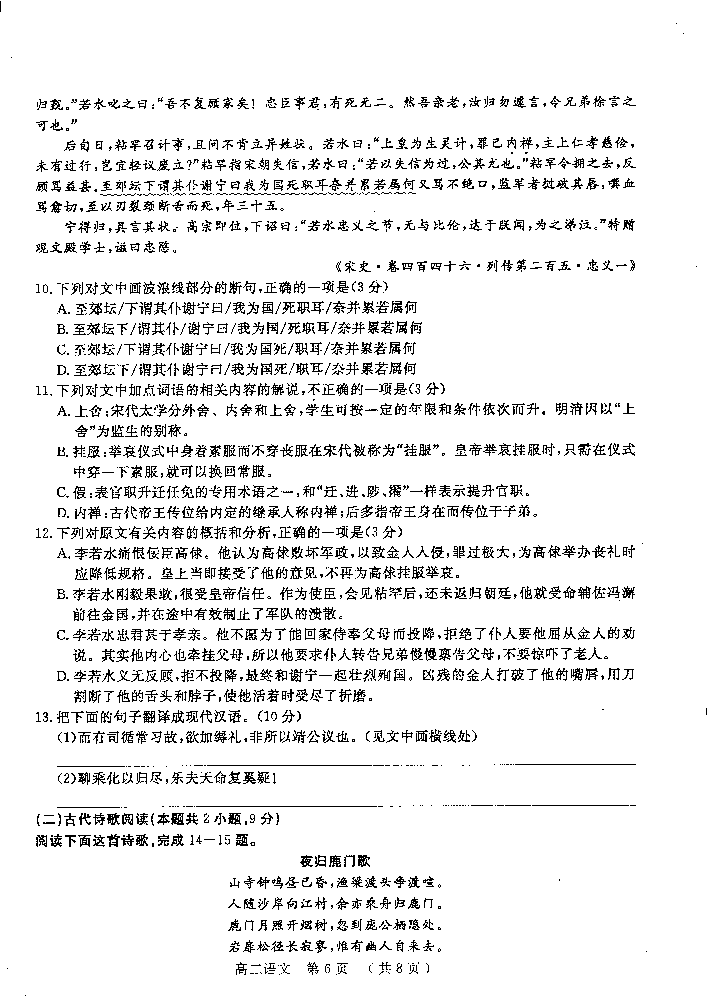 归觐。”若水叱之曰：“吾不复顾家矣！忠臣事君，有死无二。然吾亲老，汝归勿遽言，令兄弟徐言之
可也。”
后旬日，粘罕召计事，且问不肯立异姓状。若水曰：“上皇为生灵计，罪己内禅，主上仁孝慈俭，
未有过行，岂宜轻议废立？”粘罕指宋朝失信，若水曰：“若以失信为过，公其尤也。”粘罕令拥之去，反
顾骂益甚。至郊坛下谓其仆谢宁曰我为国死职耳奈并累若属何又骂不绝口，监军者挝破其唇，噀血
骂愈切，至以刃裂颈断舌而死，年三十五。
宁得归，具言其状。高宗即位，下诏曰：“若水忠义之节，无与比伦，达于朕闻，为之涕泣。”特赠
观文殿学士，谥曰忠愍。
《宋史·卷四百四十六·列传第二百五·忠义一》
10. 下列对文中画波浪线部分的断句，正确的一项是（3 分）
A. 至郊坛/下谓其仆谢宁曰/我为国/死职耳/奈并累若属何
B. 至郊坛下/谓其仆/谢宁曰/我为国/死职耳/奈并累若属何
C. 至郊坛/下谓其仆谢宁曰/我为国死/职耳/奈并累若属何
D. 至郊坛下/谓其仆谢宁曰/我为国死/职耳/奈并累若属何
11. 下列对文中加点词语的相关内容的解说，不正确的一项是（3 分）
A. 上舍：宋代太学分外舍、内舍和上舍，学生可按一定的年限和条件依次而升。明清因以“上
舍”为监生的别称。
B. 挂服：举哀仪式中身着素服而不穿丧服在宋代被称为“挂服”。皇帝举哀挂服时，只需在仪式
中穿一下素服，就可以换回常服。
C. 假：表官职升迁任免的专用术语之一，和“迁、进、陟、擢”一样表示提升官职。
D. 内禅：古代帝王传位给内定的继承人称内禅；后多指帝王身在而传位于子弟。
12. 下列对原文有关内容的概括和分析，正确的一项是（3 分）
A. 李若水痛恨佞臣高俅。他认为高俅败坏军政，以致金人入侵，罪过极大，为高俅举办丧礼时
应降低规格。皇上当即接受了他的意见，不再为高俅挂服举哀。
B. 李若水刚毅果敢，很受皇帝信任。作为使臣，会见粘罕后，还未返归朝廷，他就受命辅佐冯澥
前往金国，并在途中有效制止了军队的溃散。
C. 李若水忠君甚于孝亲。他不愿为了能回家侍奉父母而投降，拒绝了仆人要他屈从金人的劝
说。其实他内心也牵挂父母，所以他要求仆人转告兄弟慢慢禀告父母，不要惊吓了老人。
D. 李若水义无反顾，拒不投降，最终和谢宁一起壮烈殉国。凶残的金人打破了他的嘴唇，用刀
割断了他的舌头和脖子，使他活着时受尽了折磨。
13. 把下面的句子翻译成现代汉语。（10 分）
（1）而有司循常习故，欲加缛礼，非所以靖公议也。（见文中画横线处）
（2）聊乘化以归尽，乐夫天命复奚疑！
（二）古代诗歌阅读（本题共 2 小题，9 分）
阅读下面这首诗歌，完成 14－15 题。
夜归鹿门歌
山寺钟鸣昼已昏，渔梁渡头争渡喧。
人随沙岸向江村，余亦乘舟归鹿门。
鹿门月照开烟树，忽到庞公栖隐处。
岩扉松径长寂寥，惟有幽人自来去。
高二语文 第 6 页 （共 8 页）